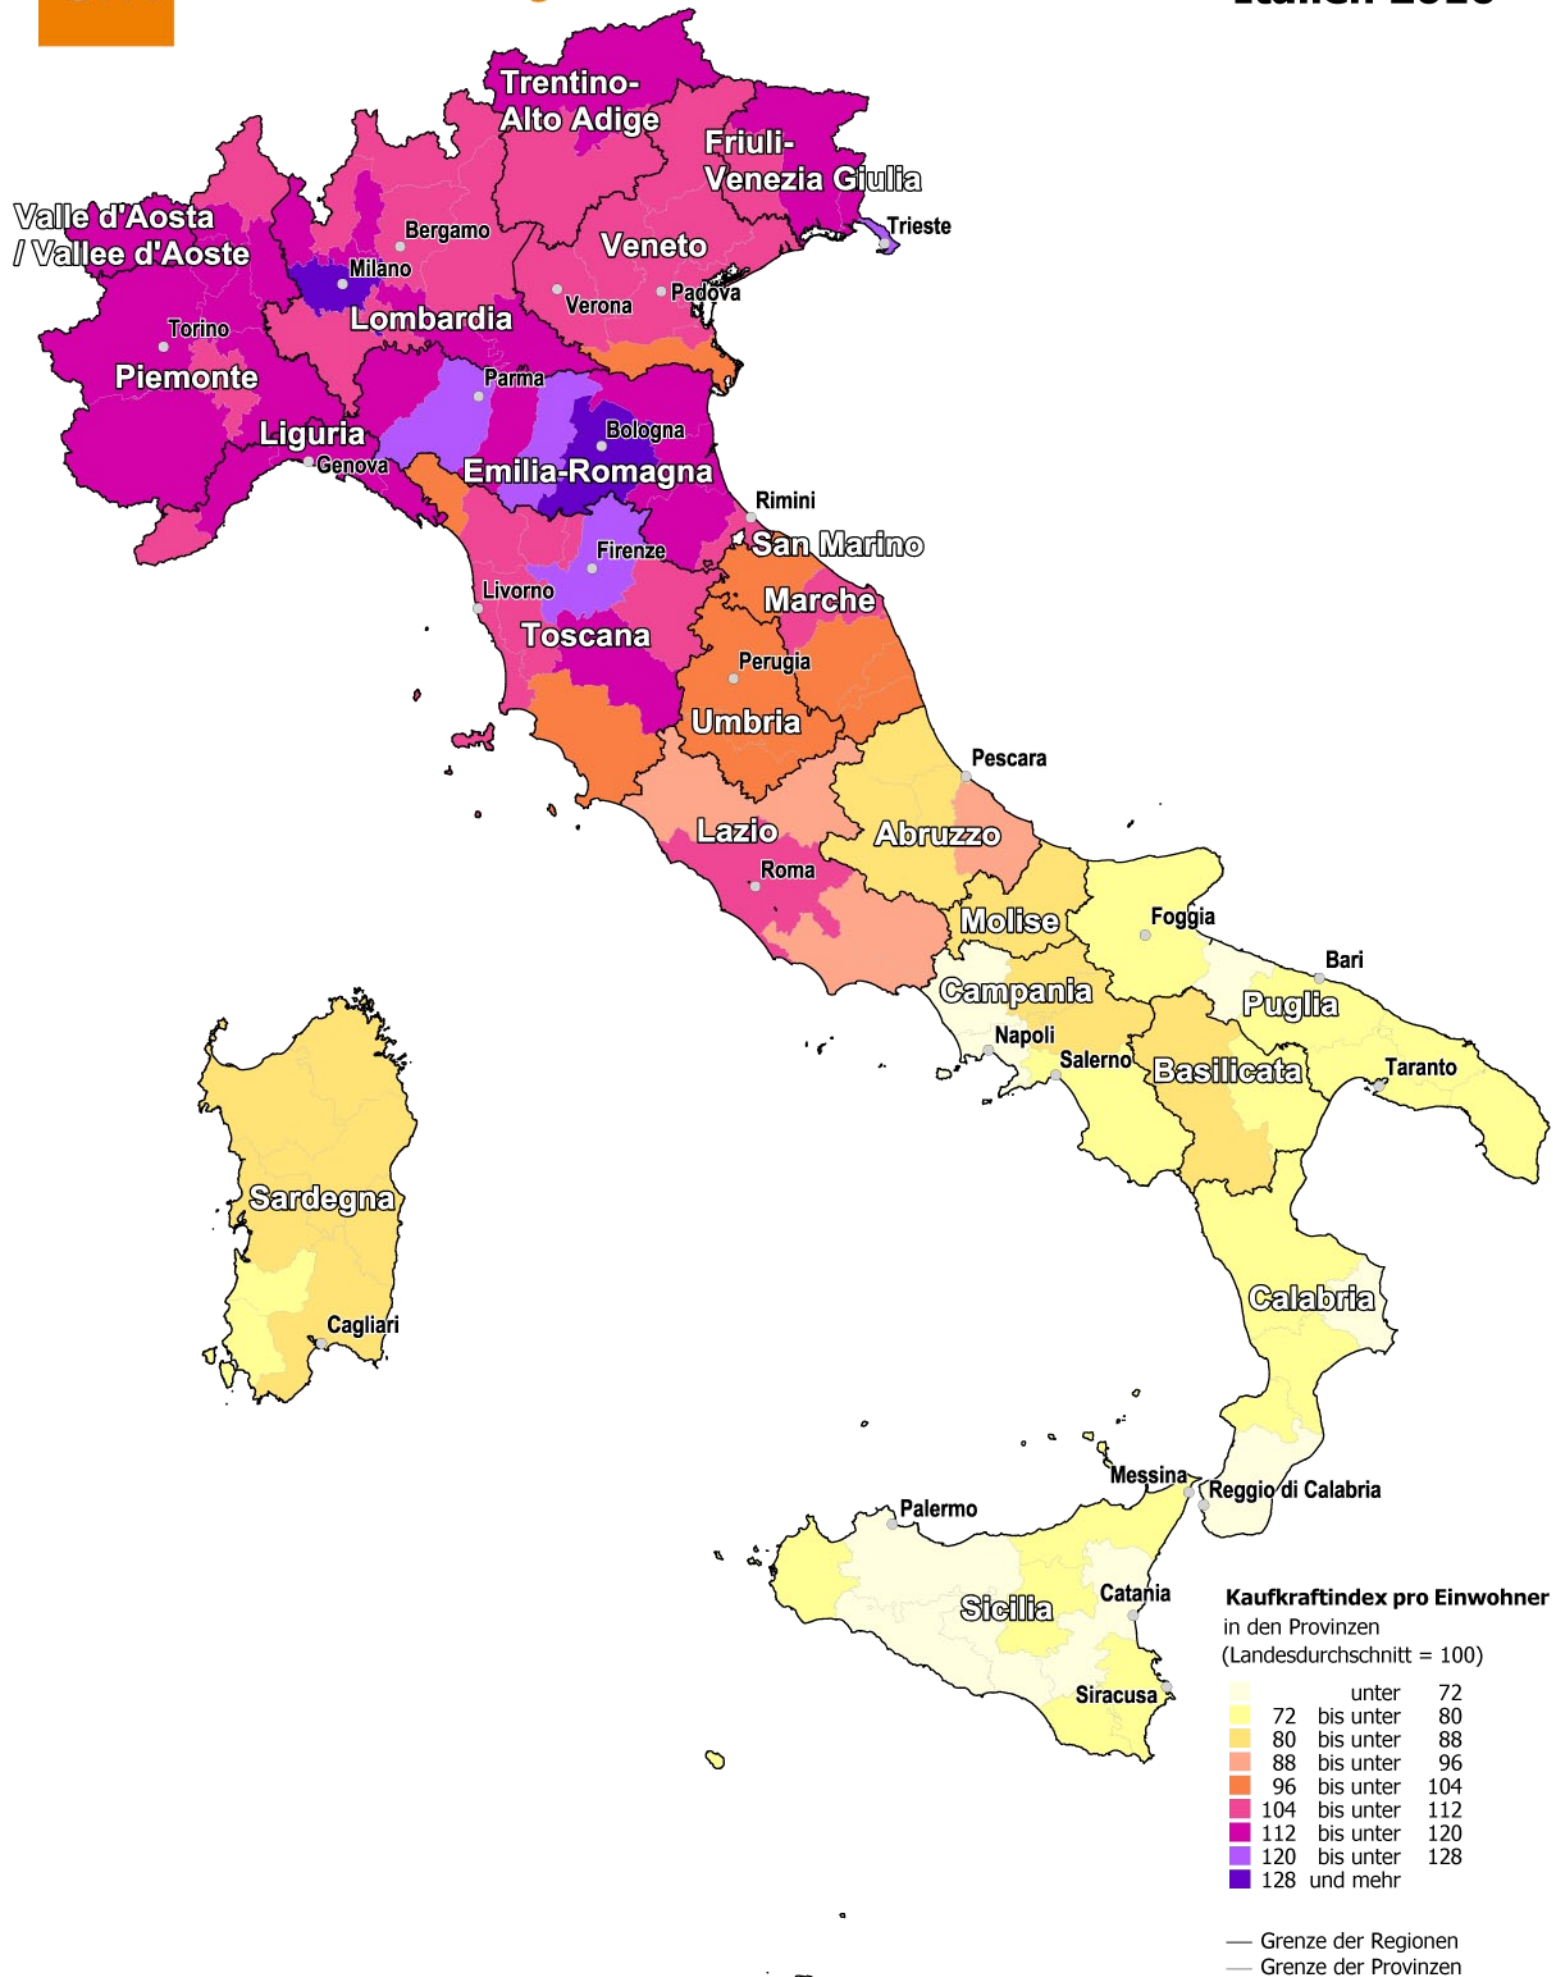 Trentino-
Alto Adige
Friuli-
Venezia Giulia
Valle d'Aosta
/ Vallee d'Aoste
Trieste
Bergamo
Veneto
Milano
Verona
Padova
Lombardia
Torino
Piemonte
Parma
Liguria
Bologna
Genova
Emilia-Romagna
Rimini
San Marino
Firenze
Livorno
Marche
Toscana
Perugia
Umbria
Pescara
Lazio
Abruzzo
Roma
Molise
Foggia
Bari
Campania
Puglia
Napoli
Salerno
Basilicata
Taranto
Sardegna
Calabria
Cagliari
Messina
Reggio di Calabria
Palermo
Catania
Sicilia
Siracusa
Kaufkraftindex pro Einwohner
in den Provinzen
(Landesdurchschnitt = 100)
unter 72
72 bis unter 80
80 bis unter 88
88 bis unter 96
96 bis unter 104
104 bis unter 112
112 bis unter 120
120 bis unter 128
128 und mehr
Grenze der Regionen
Grenze der Provinzen